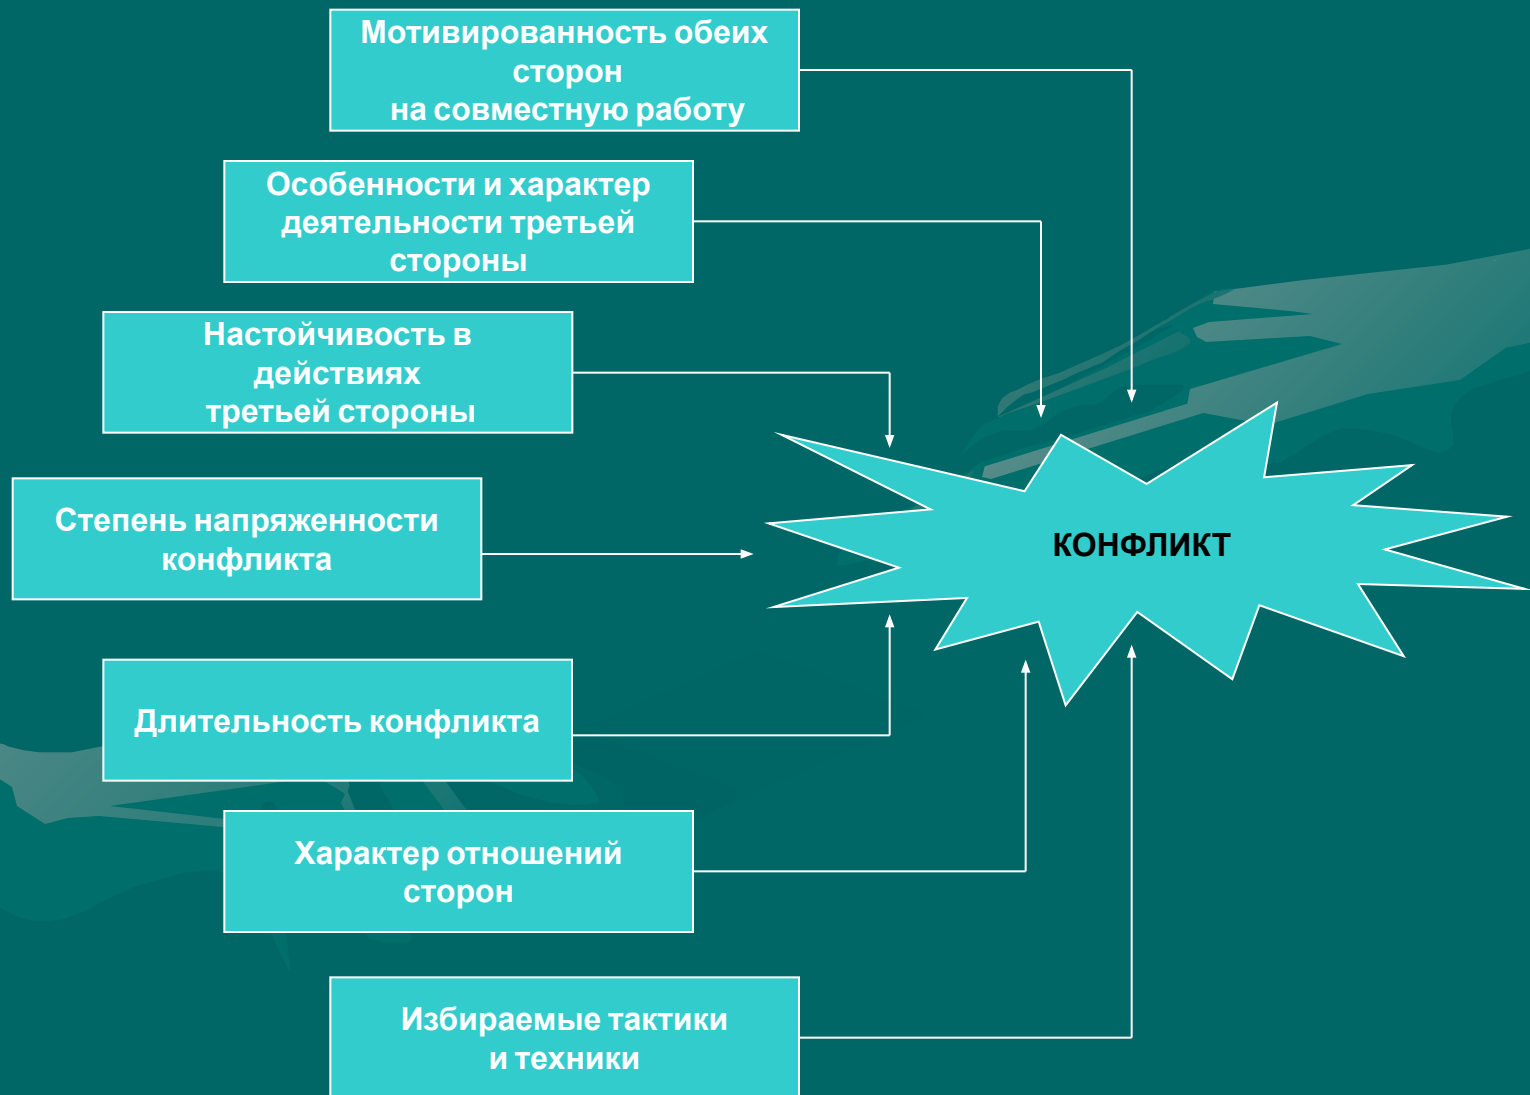 Мотивированность обеих
сторон
на совместную работу
Особенности и характер
деятельности третьей
стороны
Настойчивость в
действиях
третьей стороны
Степень напряженности
конфликта
КОНФЛИКТ
Длительность конфликта
Характер отношений
сторон
Избираемые тактики
и техники